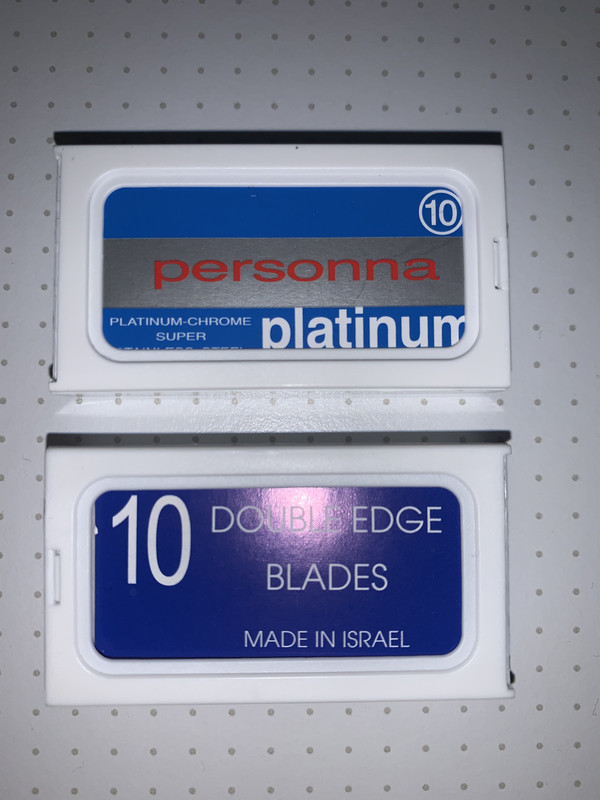 10
personna
PLATINUM-CHROME
SUPER
platinum
10
DOUBLE EDGE
BLADES
MADE IN ISRAEL